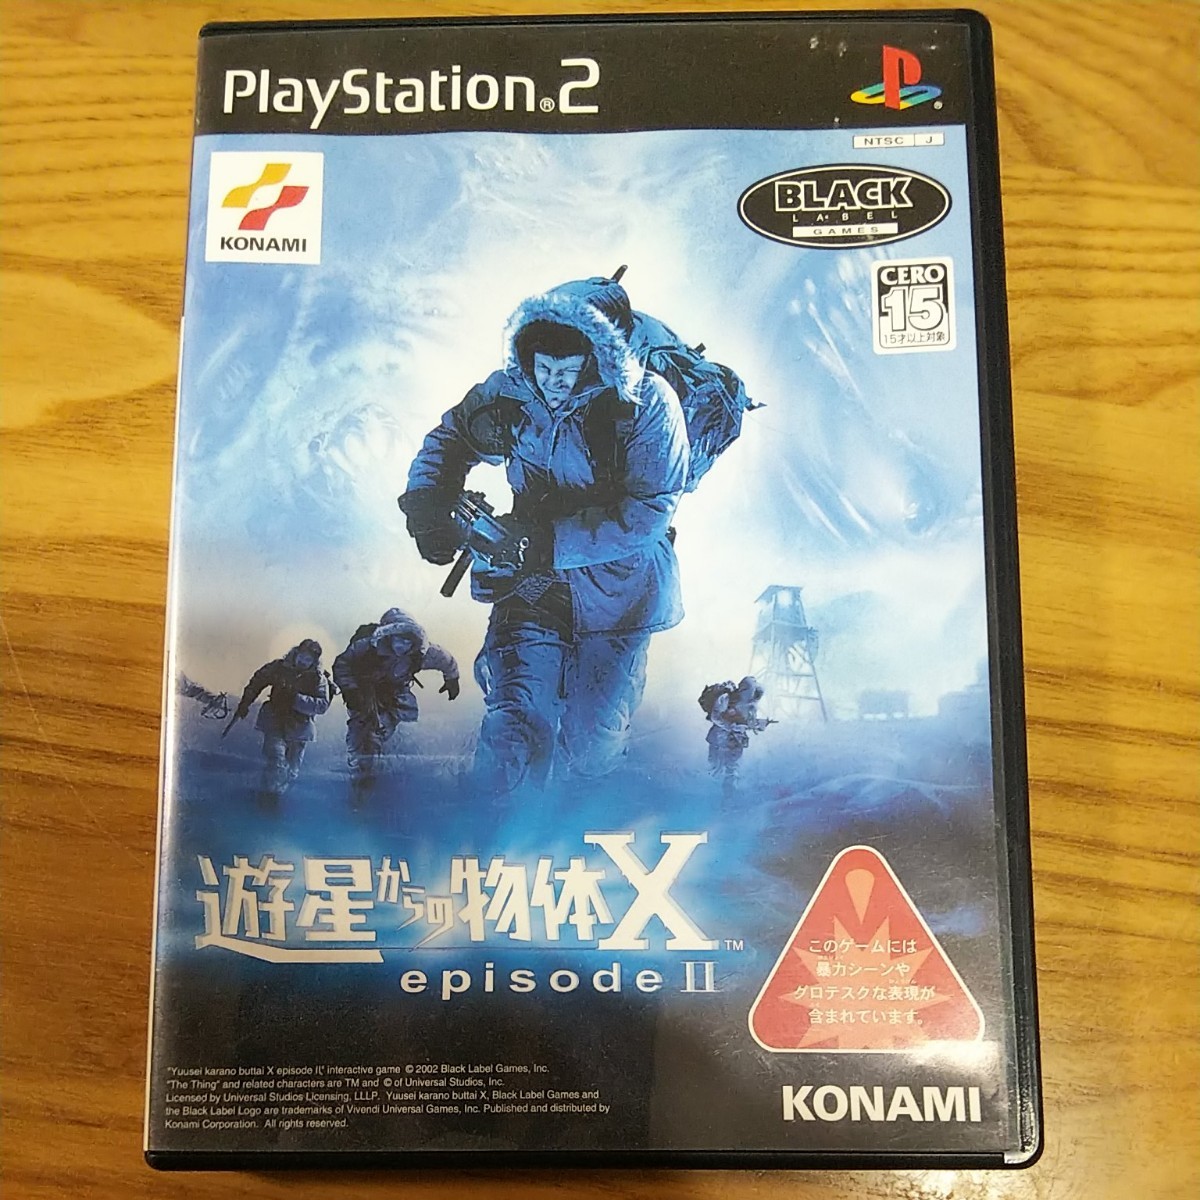 PlayStation®2
NTSC J
KONAMI
BLACK
LABEL
GAMES
CERO
15
15才以上対象
遊星からの物体X™
episode II
このゲームには
暴力シーンや
グロテスクな表現が
含まれています。
"Yuusei karano buttai X episode II," interactive game © 2002 Black Label Games, Inc.
"The Thing" and related characters are TM and © of Universal Studios, Inc.
Licensed by Universal Studios Licensing, LLLP. Yuusei karano buttai X, Black Label Games and
the Black Label Logo are trademarks of Vivendi Universal Games, Inc. Published and distributed by
Konami Corporation. All rights reserved.
KONAMI